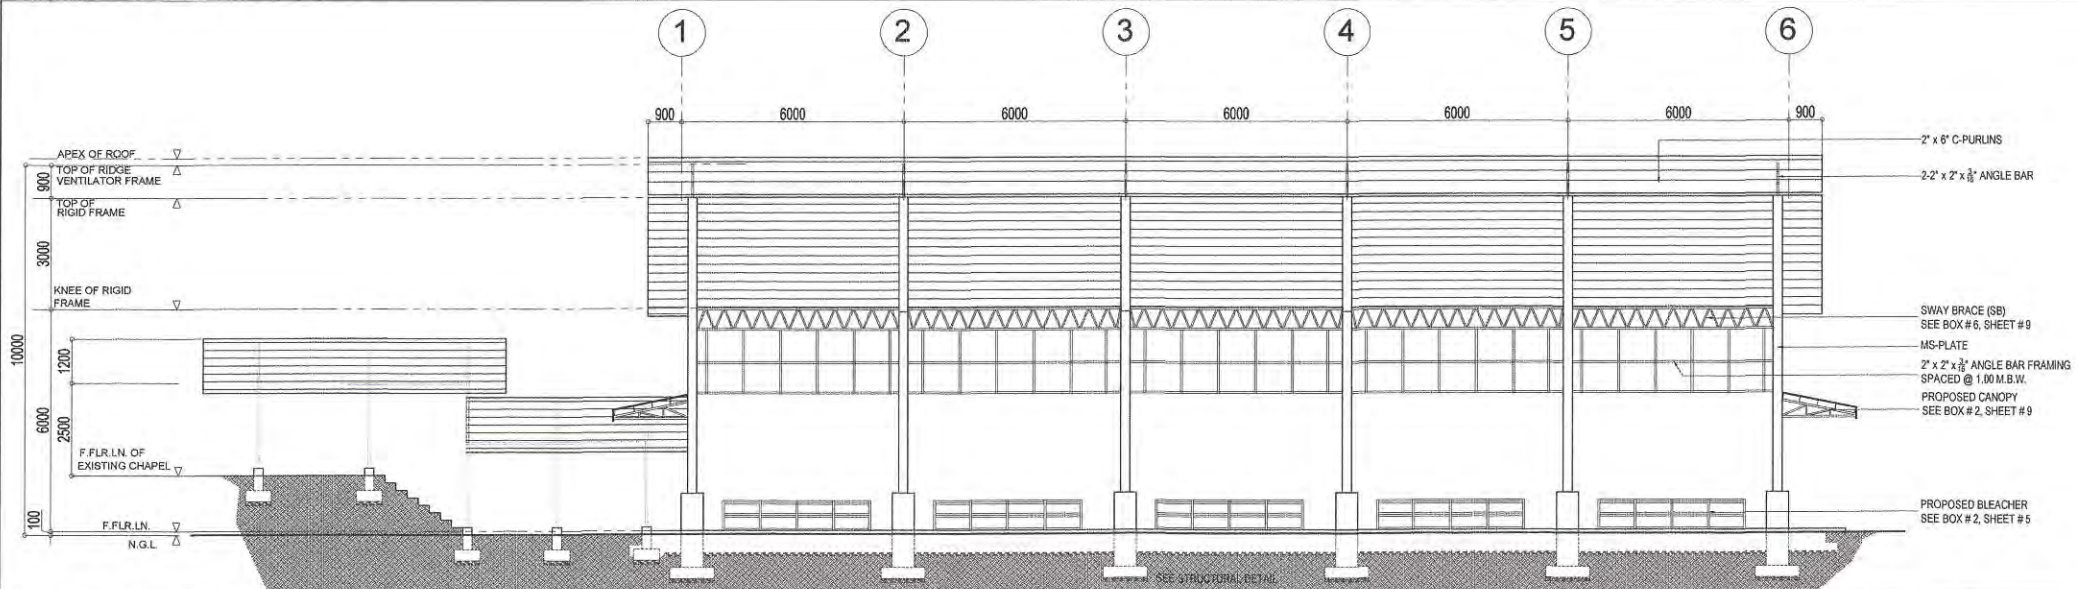 1 2 3 4 5 6
900 6000 6000 6000 6000 6000 900
APEX OF ROOF
TOP OF RIDGE
VENTILATOR FRAME
900
TOP OF
RIGID FRAME
3000
KNEE OF RIGID
FRAME
10000
1200
6000
2500
F.FLR.LN. OF
EXISTING CHAPEL
100
F.FLR.LN.
N.G.L.
2" x 6" C-PURLINS
2-2" x 2" x 3/16" ANGLE BAR
SWAY BRACE (SB)
SEE BOX # 6, SHEET # 9
MS-PLATE
2" x 2" x 3/16" ANGLE BAR FRAMING
SPACED @ 1.00 M.B.W.
PROPOSED CANOPY
SEE BOX # 2, SHEET # 9
PROPOSED BLEACHER
SEE BOX # 2, SHEET # 5
SEE STRUCTURAL DETAIL